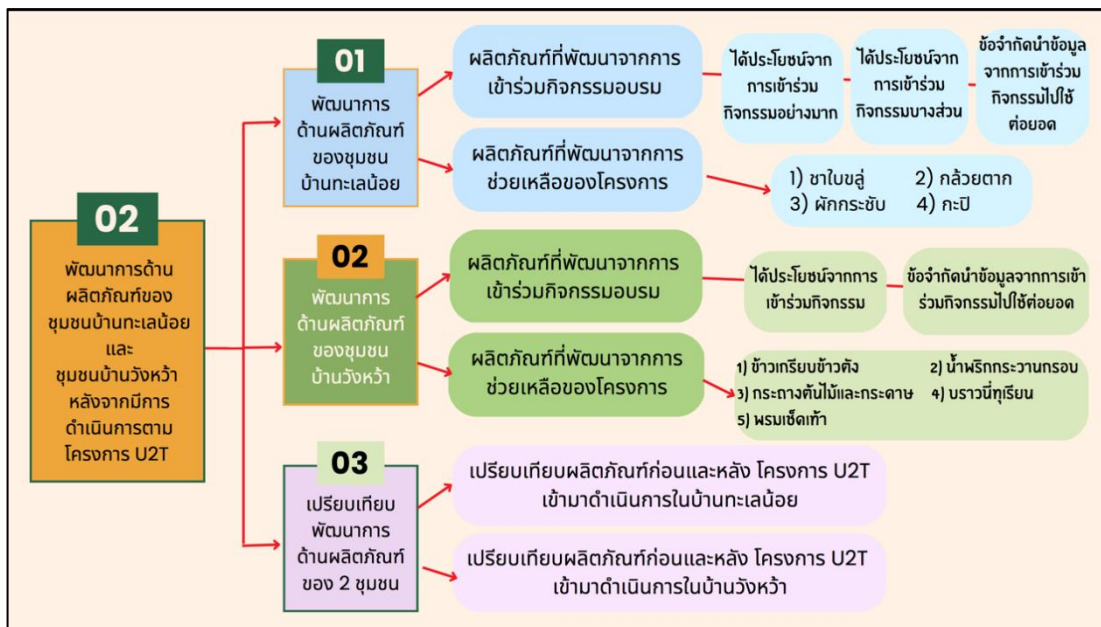 02
พัฒนาการด้าน
ผลิตภัณฑ์ของ
ชุมชนบ้านทะเลน้อย
และ
ชุมชนบ้านวังหว้า
หลังจากมีการ
ดำเนินการตาม
โครงการ U2T
01
พัฒนาการ
ด้านผลิตภัณฑ์
ของชุมชน
บ้านทะเลน้อย
ผลิตภัณฑ์ที่พัฒนาจากการ
เข้าร่วมกิจกรรมอบรม
ได้ประโยชน์จาก
การเข้าร่วม
กิจกรรมอย่างมาก
ได้ประโยชน์จาก
การเข้าร่วม
กิจกรรมบางส่วน
ข้อจำกัดนำข้อมูล
จากการเข้าร่วม
กิจกรรมไปใช้
ต่อยอด
ผลิตภัณฑ์ที่พัฒนาจากการ
ช่วยเหลือของโครงการ
1) ชาใบขลู่ 2) กล้วยตาก
3) ผักกระชับ 4) กะปิ
02
พัฒนาการ
ด้านผลิตภัณฑ์
ของชุมชน
บ้านวังหว้า
ผลิตภัณฑ์ที่พัฒนาจากการ
เข้าร่วมกิจกรรมอบรม
ได้ประโยชน์จากการ
เข้าร่วมกิจกรรม
ข้อจำกัดนำข้อมูลจากการเข้า
ร่วมกิจกรรมไปใช้ต่อยอด
ผลิตภัณฑ์ที่พัฒนาจากการ
ช่วยเหลือของโครงการ
1) ข้าวเกรียบข้าวตัง 2) น้ำพริกกระวานกรอบ
3) กระถางต้นไม้และกระดาษ 4) บราวนี่ทุเรียน
5) พรมเช็ดเท้า
03
เปรียบเทียบ
พัฒนาการ
ด้านผลิตภัณฑ์
ของ 2 ชุมชน
เปรียบเทียบผลิตภัณฑ์ก่อนและหลัง โครงการ U2T
เข้ามาดำเนินการในบ้านทะเลน้อย
เปรียบเทียบผลิตภัณฑ์ก่อนและหลัง โครงการ U2T
เข้ามาดำเนินการในบ้านวังหว้า